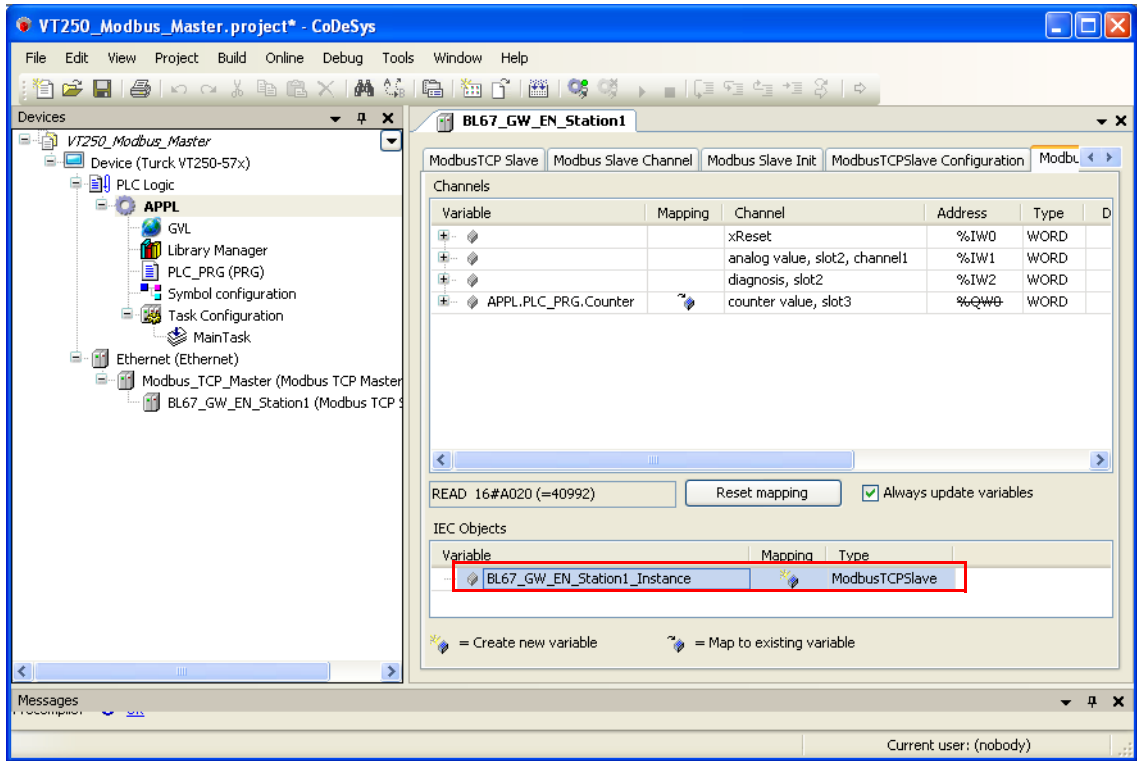 VT250_Modbus_Master.project* - CoDeSys
File Edit View Project Build Online Debug Tools Window Help
Devices
VT250_Modbus_Master
Device (Turck VT250-57x)
PLC Logic
APPL
GVL
Library Manager
PLC_PRG (PRG)
Symbol configuration
Task Configuration
MainTask
Ethernet (Ethernet)
Modbus_TCP_Master (Modbus TCP Master
BL67_GW_EN_Station1 (Modbus TCP S
BL67_GW_EN_Station1
ModbusTCP Slave Modbus Slave Channel Modbus Slave Init ModbusTCPSlave Configuration Modbu
Channels
Variable Mapping Channel Address Type D
xReset %IW0 WORD
analog value, slot2, channel1 %IW1 WORD
diagnosis, slot2 %IW2 WORD
APPL.PLC_PRG.Counter counter value, slot3 %QW0 WORD
READ 16#A020 (=40992) Reset mapping Always update variables
IEC Objects
Variable Mapping Type
BL67_GW_EN_Station1_Instance ModbusTCPSlave
= Create new variable = Map to existing variable
Messages
Current user: (nobody)